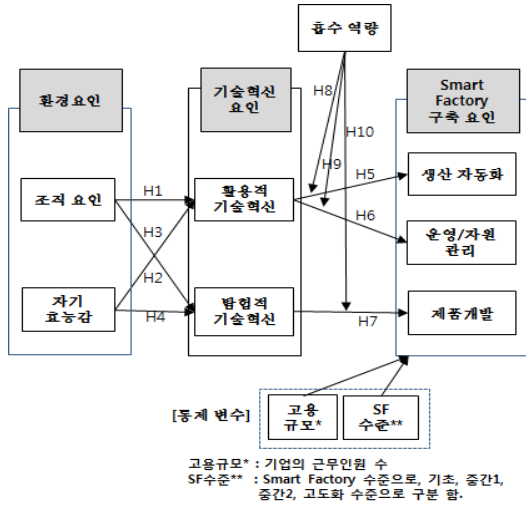 흡수 역량
환경요인
기술혁신
요인
Smart
Factory
구축 요인
H8
H10
H9
조직 요인
H1
활용적
기술혁신
H5
생산 자동화
H3
H6
운영/자원
관리
H2
자기
효능감
H4
탐험적
기술혁신
H7
제품개발
[통제 변수]
고용
규모*
SF
수준**
고용규모* : 기업의 근무인원 수
SF수준** : Smart Factory 수준으로, 기초, 중간1,
중간2, 고도화 수준으로 구분 함.